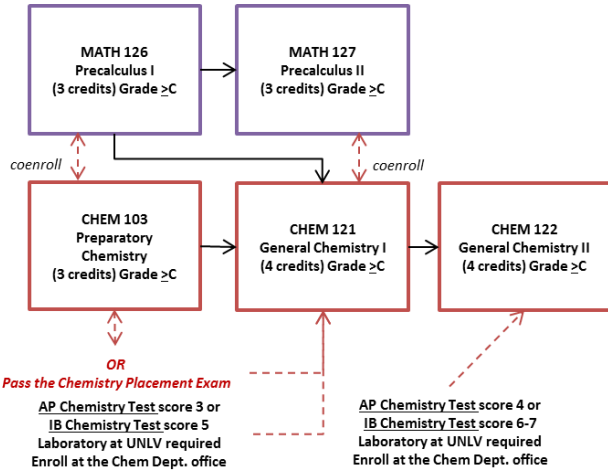 MATH 126
Precalculus I
(3 credits) Grade >C
MATH 127
Precalculus II
(3 credits) Grade >C
coenroll
coenroll
CHEM 103
Preparatory
Chemistry
(3 credits) Grade >C
CHEM 121
General Chemistry I
(4 credits) Grade >C
CHEM 122
General Chemistry II
(4 credits) Grade >C
OR
Pass the Chemistry Placement Exam
AP Chemistry Test score 3 or
IB Chemistry Test score 5
Laboratory at UNLV required
Enroll at the Chem Dept. office
AP Chemistry Test score 4 or
IB Chemistry Test score 6-7
Laboratory at UNLV required
Enroll at the Chem Dept. office